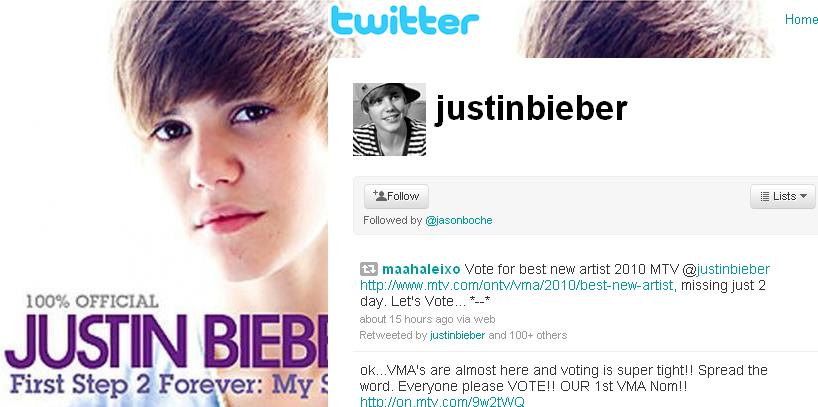 twitter
Home
justinbieber
Follow
Lists
Followed by @jasonboche
maahaleixo Vote for best new artist 2010 MTV @justinbieber
http://www.mtv.com/ontv/vma/2010/best-new-artist, missing just 2
day. Let's Vote... *--*
about 15 hours ago via web
Retweeted by justinbieber and 100+ others
ok...VMA's are almost here and voting is super tight!! Spread the
word. Everyone please VOTE!! OUR 1st VMA Nom!!
http://on.mtv.com/9w2tWQ
100% OFFICIAL
JUSTIN BIEBE
First Step 2 Forever: My S